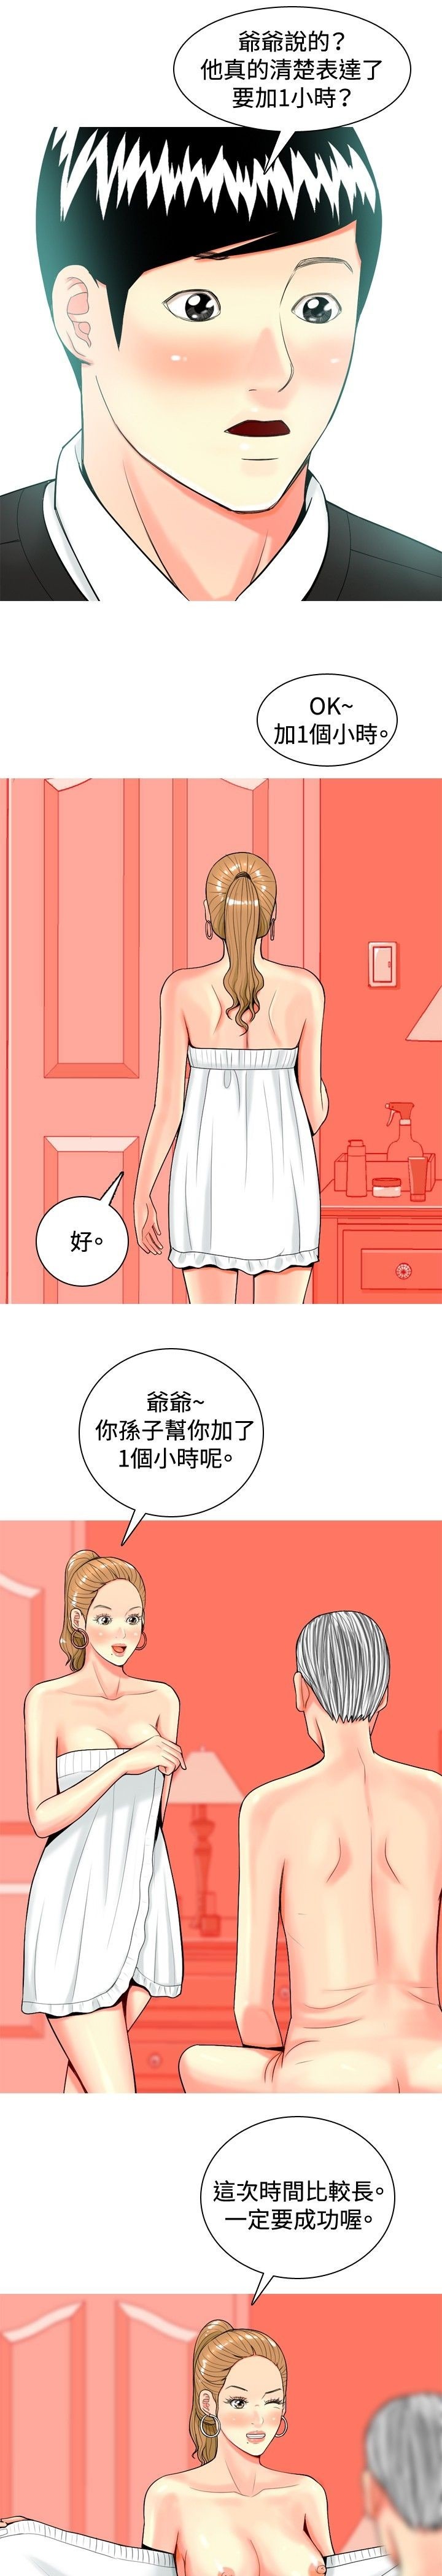 爺爺說的？
他真的清楚表達了
要加1小時？
OK~
加1個小時。
好。
爺爺~
你孫子幫你加了
1個小時呢。
這次時間比較長。
一定要成功喔。